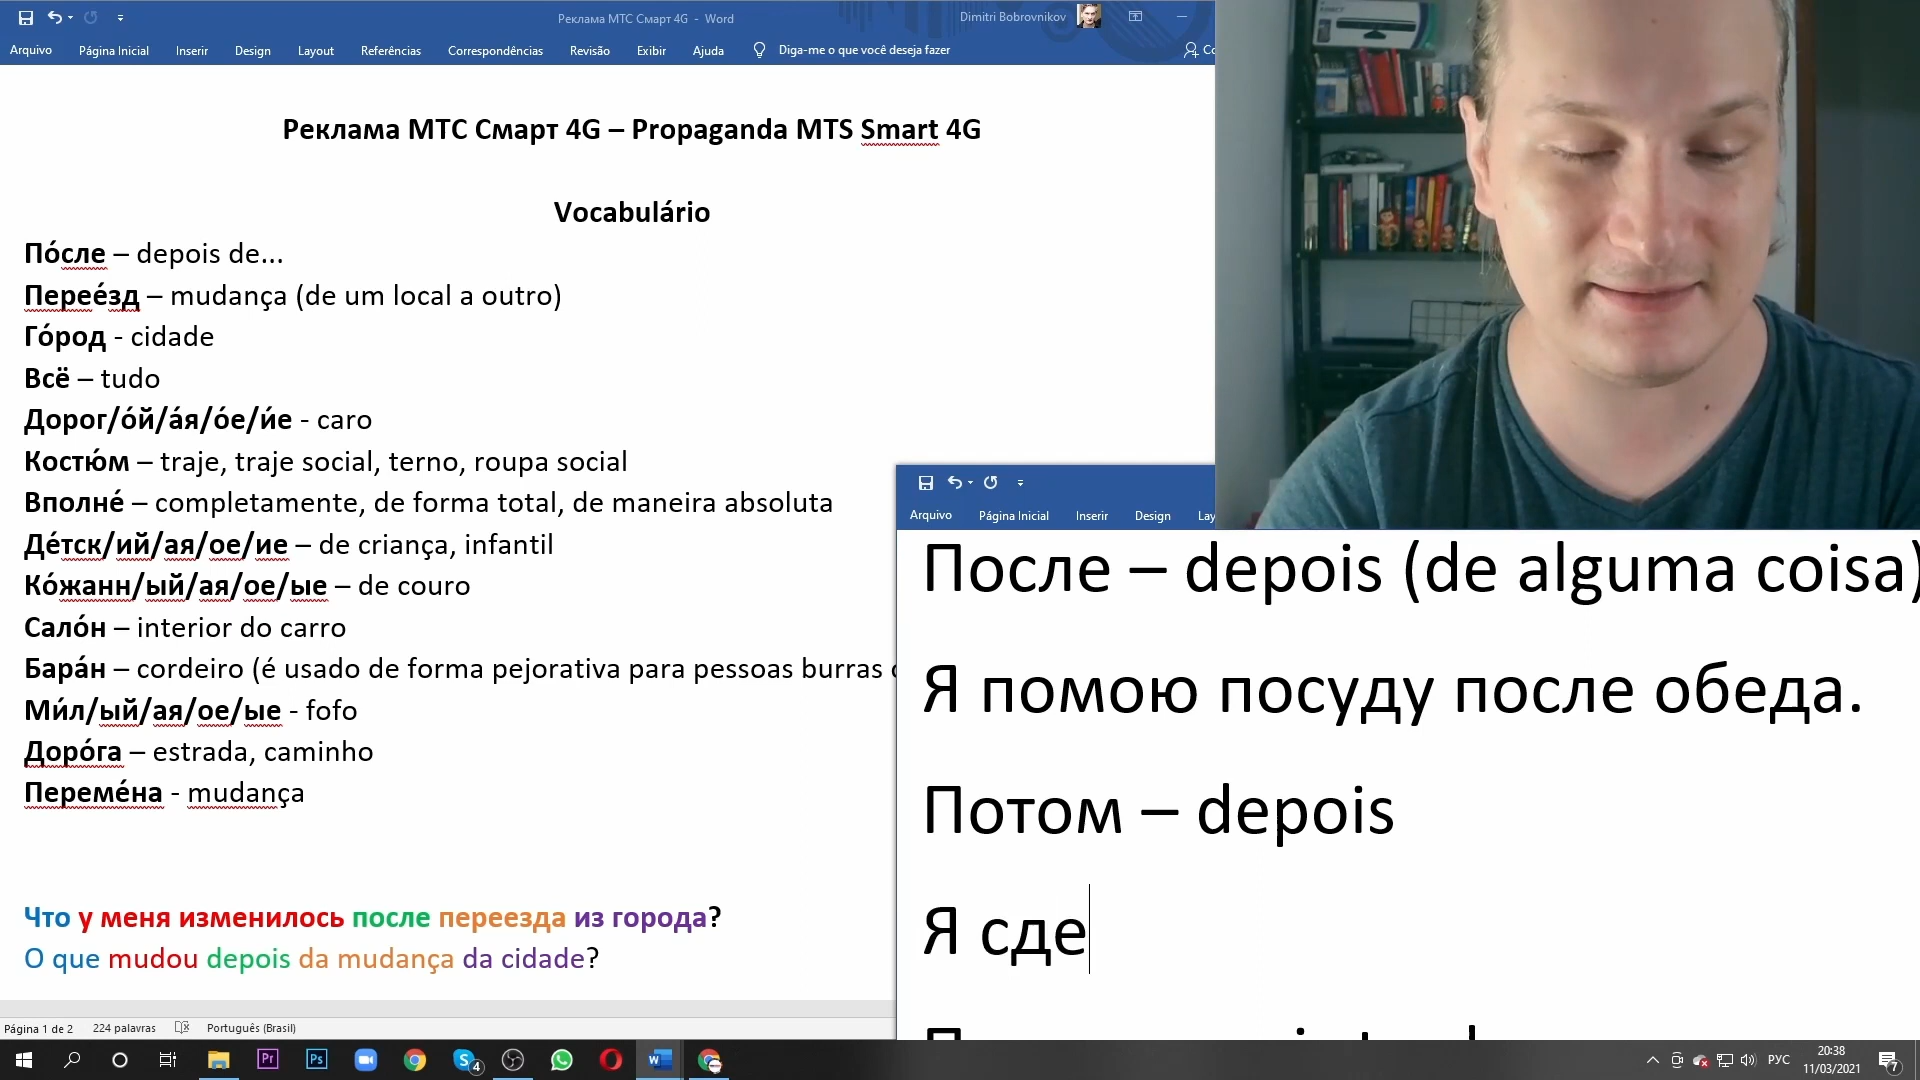 Реклама МТС Смарт 4G - Word
Dimitri Bobrovnikov
Arquivo Página Inicial Inserir Design Layout Referências Correspondências Revisão Exibir Ajuda Diga-me o que você deseja fazer
Реклама МТС Смарт 4G – Propaganda MTS Smart 4G
Vocabulário
По́сле – depois de...
Перее́зд – mudança (de um local a outro)
Го́род - cidade
Всё – tudo
Дорог/о́й/а́я/о́е/и́е - caro
Костю́м – traje, traje social, terno, roupa social
Вполне́ – completamente, de forma total, de maneira absoluta
Де́тск/ий/ая/ое/ие – de criança, infantil
Ко́жанн/ый/ая/ое/ые – de couro
Сало́н – interior do carro
Бара́н – cordeiro (é usado de forma pejorativa para pessoas burras
Ми́л/ый/ая/ое/ые - fofo
Доро́га – estrada, caminho
Переме́на - mudança
Что у меня изменилось после переезда из города?
O que mudou depois da mudança da cidade?
Página 1 de 2 224 palavras Português (Brasil)
Arquivo Página Inicial Inserir Design Lay
После – depois (de alguma coisa)
Я помою посуду после обеда.
Потом – depois
Я сде
Pr Ps 4
РУС
20:38
11/03/2021
7